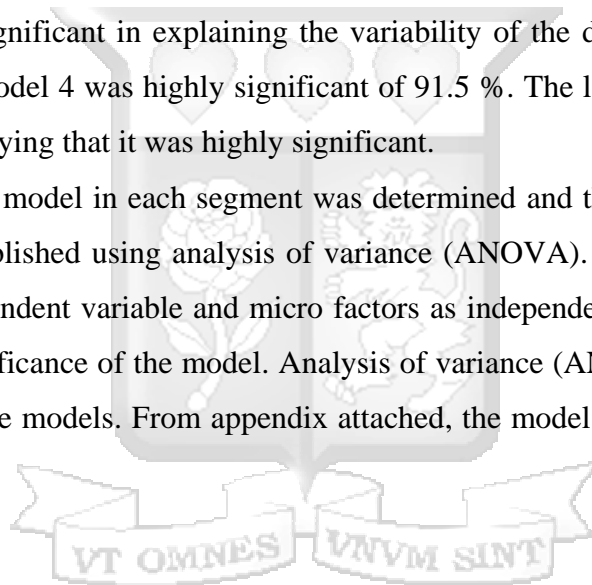 gnificant in explaining the variability of the d
odel 4 was highly significant of 91.5 %. The l
ying that it was highly significant.
model in each segment was determined and t
blished using analysis of variance (ANOVA).
ndent variable and micro factors as independe
ficance of the model. Analysis of variance (AN
e models. From appendix attached, the model
VT OMNES VNVM SINT